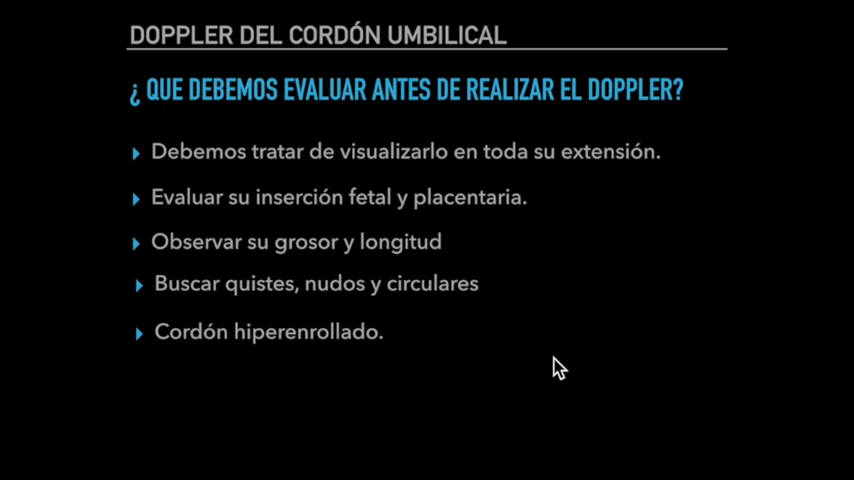 DOPPLER DEL CORDÓN UMBILICAL
¿ QUE DEBEMOS EVALUAR ANTES DE REALIZAR EL DOPPLER?
Debemos tratar de visualizarlo en toda su extensión.
Evaluar su inserción fetal y placentaria.
Observar su grosor y longitud
Buscar quistes, nudos y circulares
Cordón hiperenrollado.